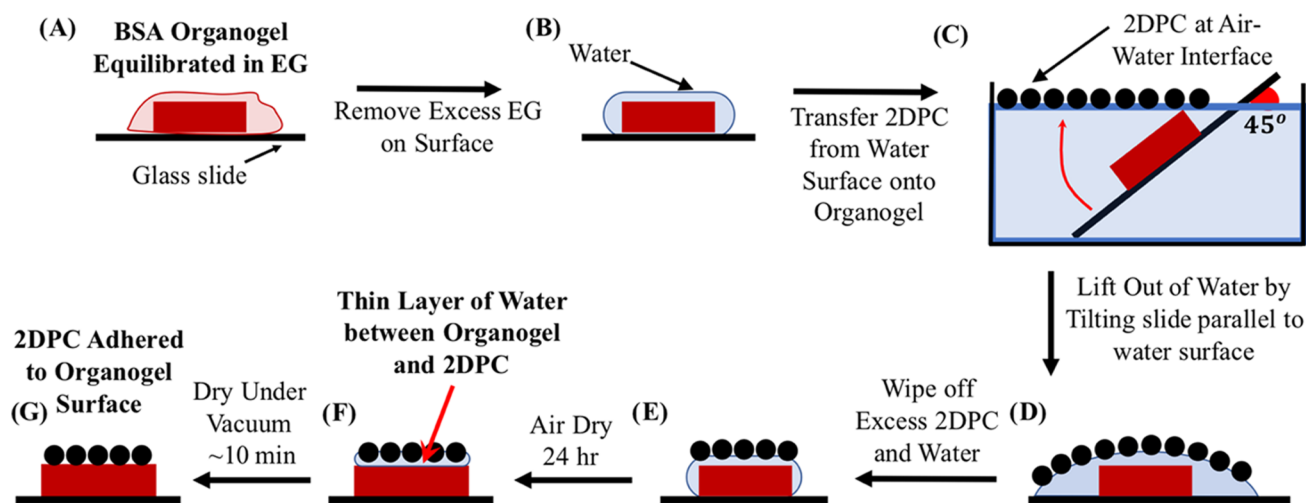 (A)
BSA Organogel
Equilibrated in EG
Glass slide
Remove Excess EG
on Surface
(B)
Water
Transfer 2DPC
from Water
Surface onto
Organogel
(C)
2DPC at Air-
Water Interface
45º
Lift Out of Water by
Tilting slide parallel to
water surface
(D)
Wipe off
Excess 2DPC
and Water
(E)
Air Dry
24 hr
Thin Layer of Water
between Organogel
and 2DPC
(F)
Dry Under
Vacuum
~10 min
2DPC Adhered
to Organogel
Surface
(G)